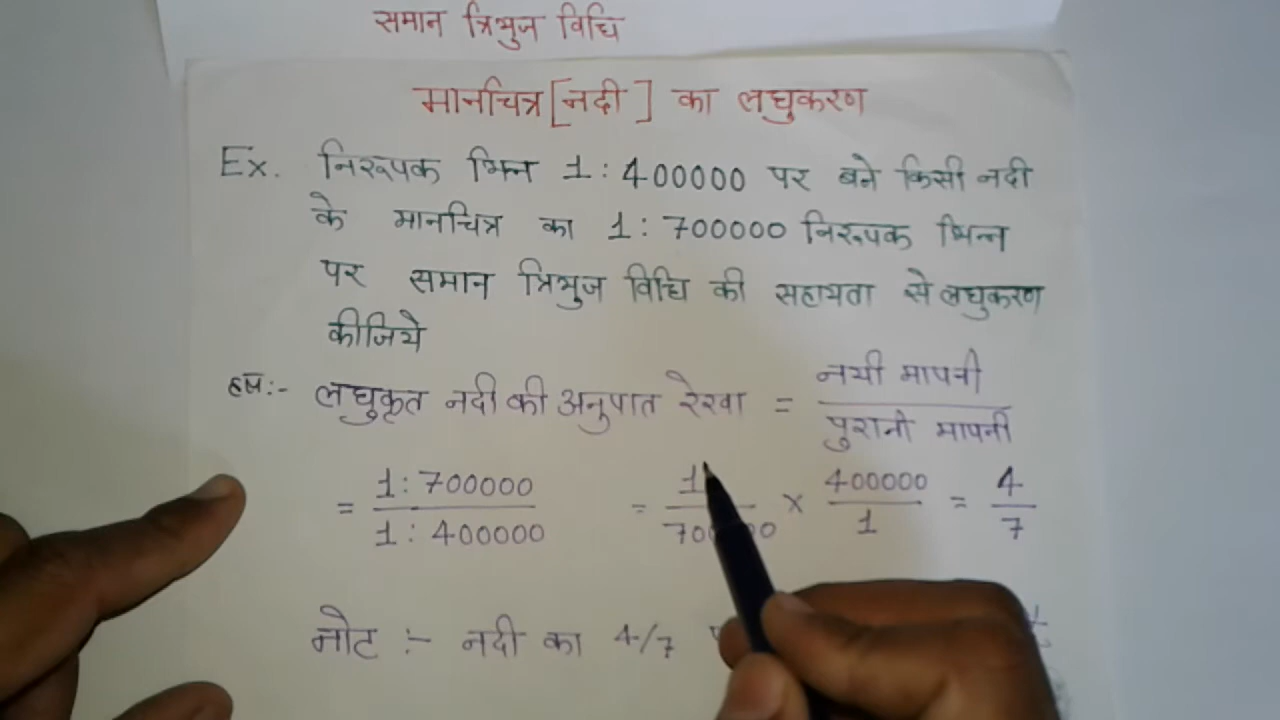 समान त्रिभुज विधि
मानचित्र [नदी] का लघुकरण
Ex. निरूपक भिन्न 1 : 400000 पर बने किसी नदी
के मानचित्र का 1 : 700000 निरूपक भिन्न
पर समान त्रिभुज विधि की सहायता से लघुकरण
कीजिये
हल:- लघुकृत नदी की अनुपात रेखा = नयी मापनी / पुरानी मापनी
= 1 : 700000 / 1 : 400000 = 1 / 700000 × 400000 / 1 = 4 / 7
नोट :- नदी का 4/7